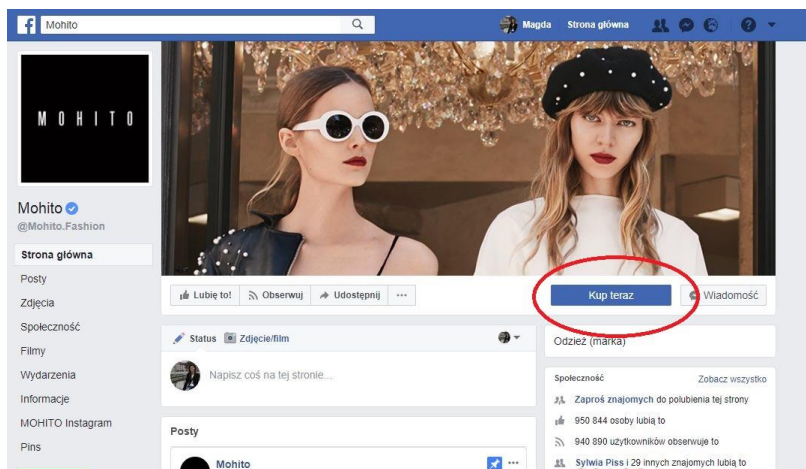 Mohito
Magda
Strona główna
MOHITO
Mohito
@Mohito.Fashion
Strona główna
Posty
Zdjęcia
Społeczność
Filmy
Wydarzenia
Informacje
MOHITO Instagram
Pins
Lubię to!
Obserwuj
Udostępnij
Kup teraz
Wiadomość
Status
Zdjęcie/film
Napisz coś na tej stronie...
Posty
Mohito
Odzież (marka)
Społeczność
Zobacz wszystko
Zaproś znajomych do polubienia tej strony
950 844 osoby lubią to
940 890 użytkowników obserwuje to
Sylwia Piss i 29 innych znajomych lubią to